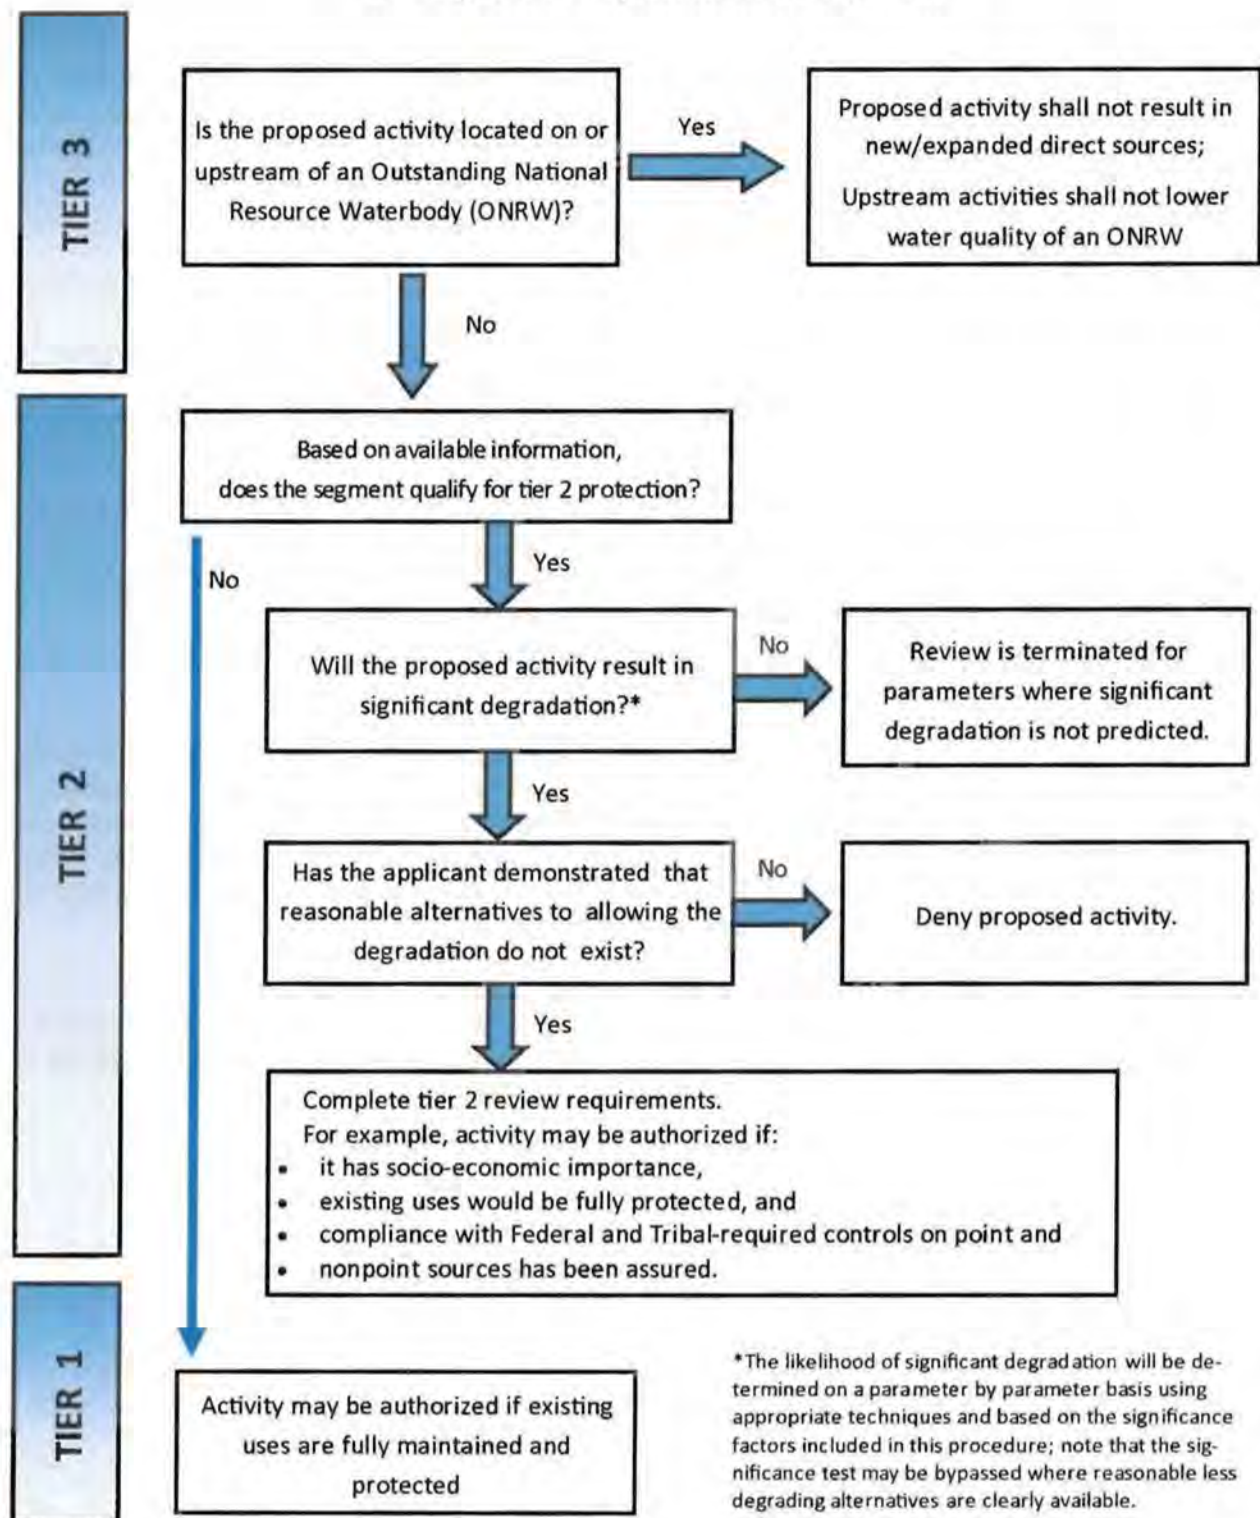 TIER 3
Is the proposed activity located on or
upstream of an Outstanding National
Resource Waterbody (ONRW)?
Yes
Proposed activity shall not result in
new/expanded direct sources;
Upstream activities shall not lower
water quality of an ONRW
No
TIER 2
Based on available information,
does the segment qualify for tier 2 protection?
No
Yes
Will the proposed activity result in
significant degradation?*
No
Review is terminated for
parameters where significant
degradation is not predicted.
Yes
Has the applicant demonstrated that
reasonable alternatives to allowing the
degradation do not exist?
No
Deny proposed activity.
Yes
Complete tier 2 review requirements.
For example, activity may be authorized if:
• it has socio-economic importance,
• existing uses would be fully protected, and
• compliance with Federal and Tribal-required controls on point and
• nonpoint sources has been assured.
TIER 1
Activity may be authorized if existing
uses are fully maintained and
protected
*The likelihood of significant degradation will be de-
termined on a parameter by parameter basis using
appropriate techniques and based on the significance
factors included in this procedure; note that the sig-
nificance test may be bypassed where reasonable less
degrading alternatives are clearly available.